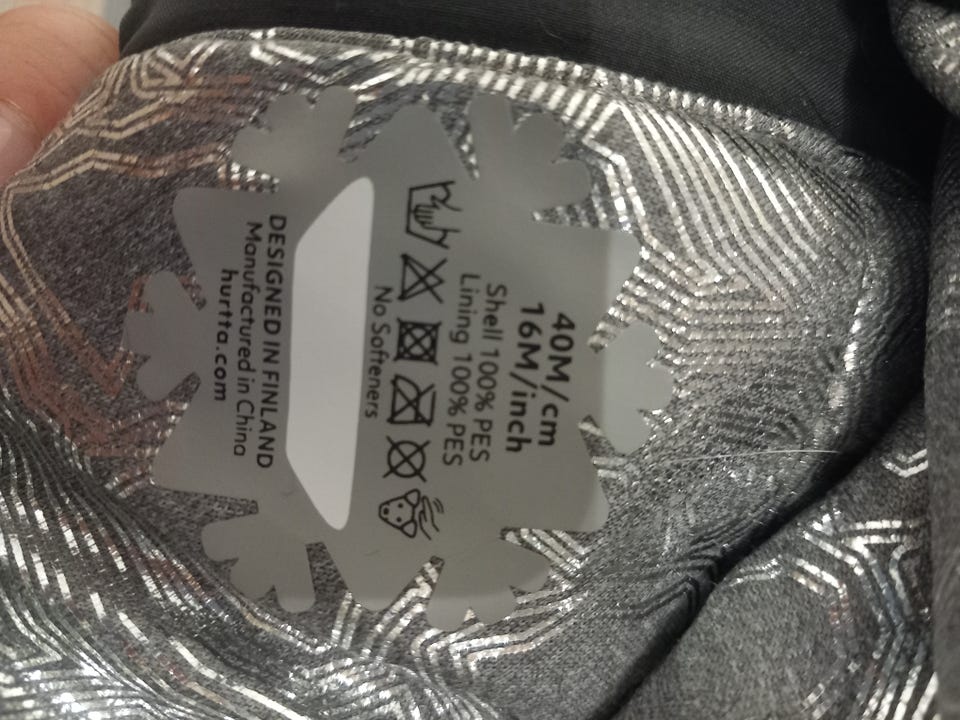 40M/cm
16M/inch
Shell 100% PES
Lining 100% PES
No Softeners
DESIGNED IN FINLAND
Manufactured in China
hurtta.com